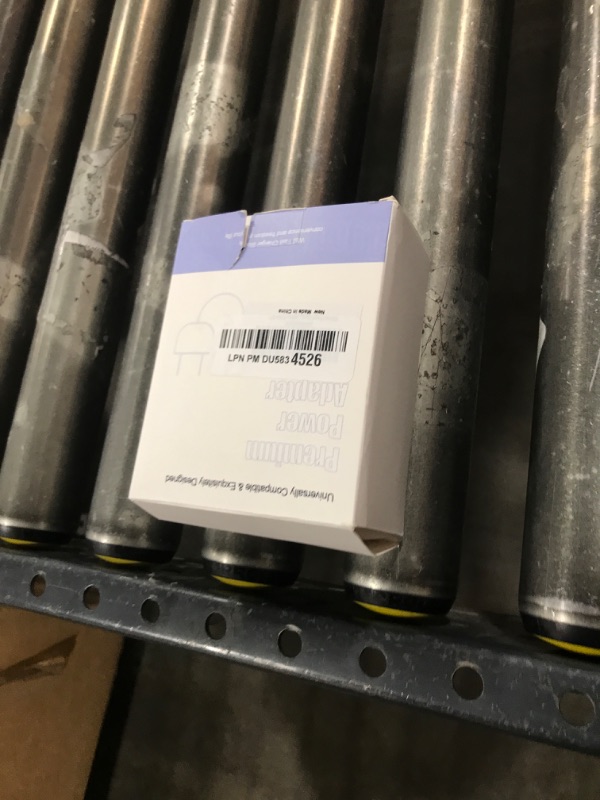 New Made in China
LPN PM DU583 4526
Premium
Power
Adapter
Universally Compatible & Exquisitely Designed